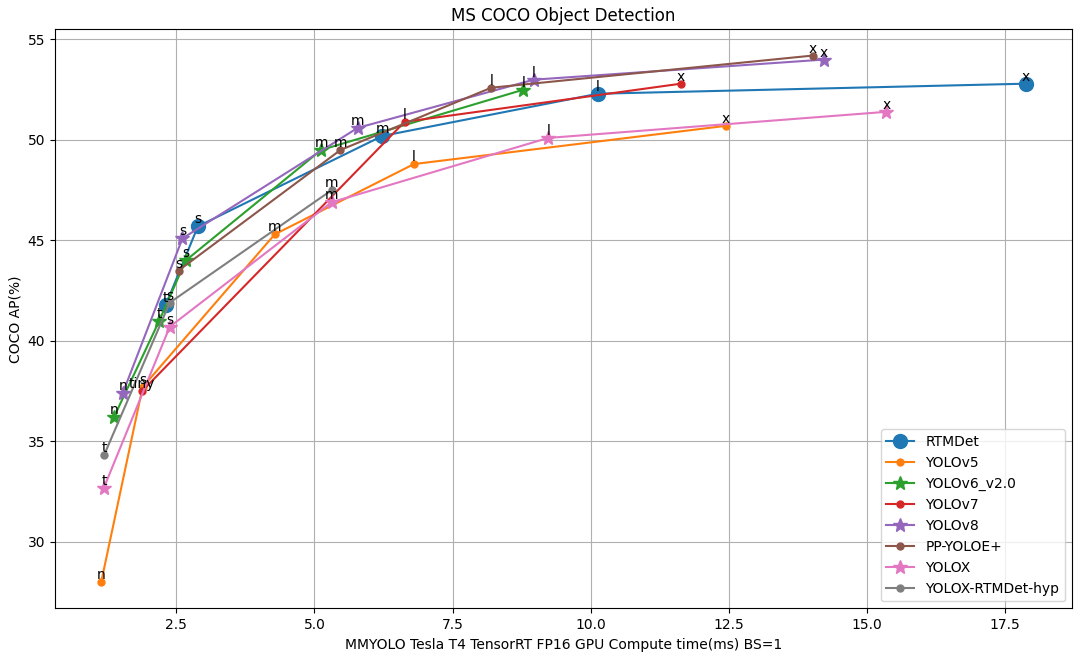 MS COCO Object Detection
55
50
45
40
35
30
COCO AP(%)
x
x
x
x
x
x
l
l
l
l
l
l
l
m
m
m
m
m
m
m
s
s
s
s
s
s
s
t
t
t
t
n
n
n
tiny
2.5
5.0
7.5
10.0
12.5
15.0
17.5
MMYOLO Tesla T4 TensorRT FP16 GPU Compute time(ms) BS=1
RTMDet
YOLOv5
YOLOv6_v2.0
YOLOv7
YOLOv8
PP-YOLOE+
YOLOX
YOLOX-RTMDet-hyp